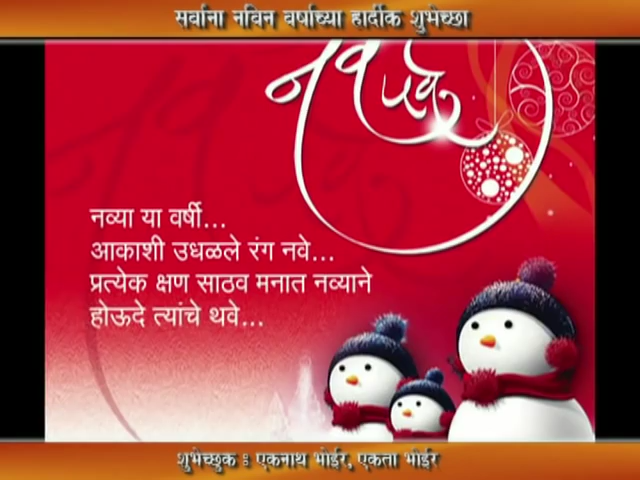 सर्वांना नविन वर्षाच्या हार्दीक शुभेच्छा
नव वर्ष
नव्या या वर्षी...
आकाशी उधळले रंग नवे...
प्रत्येक क्षण साठव मनात नव्याने
होऊदे त्यांचे थवे...
शुभेच्छुक : एकनाथ भोईर, एकता भोईर